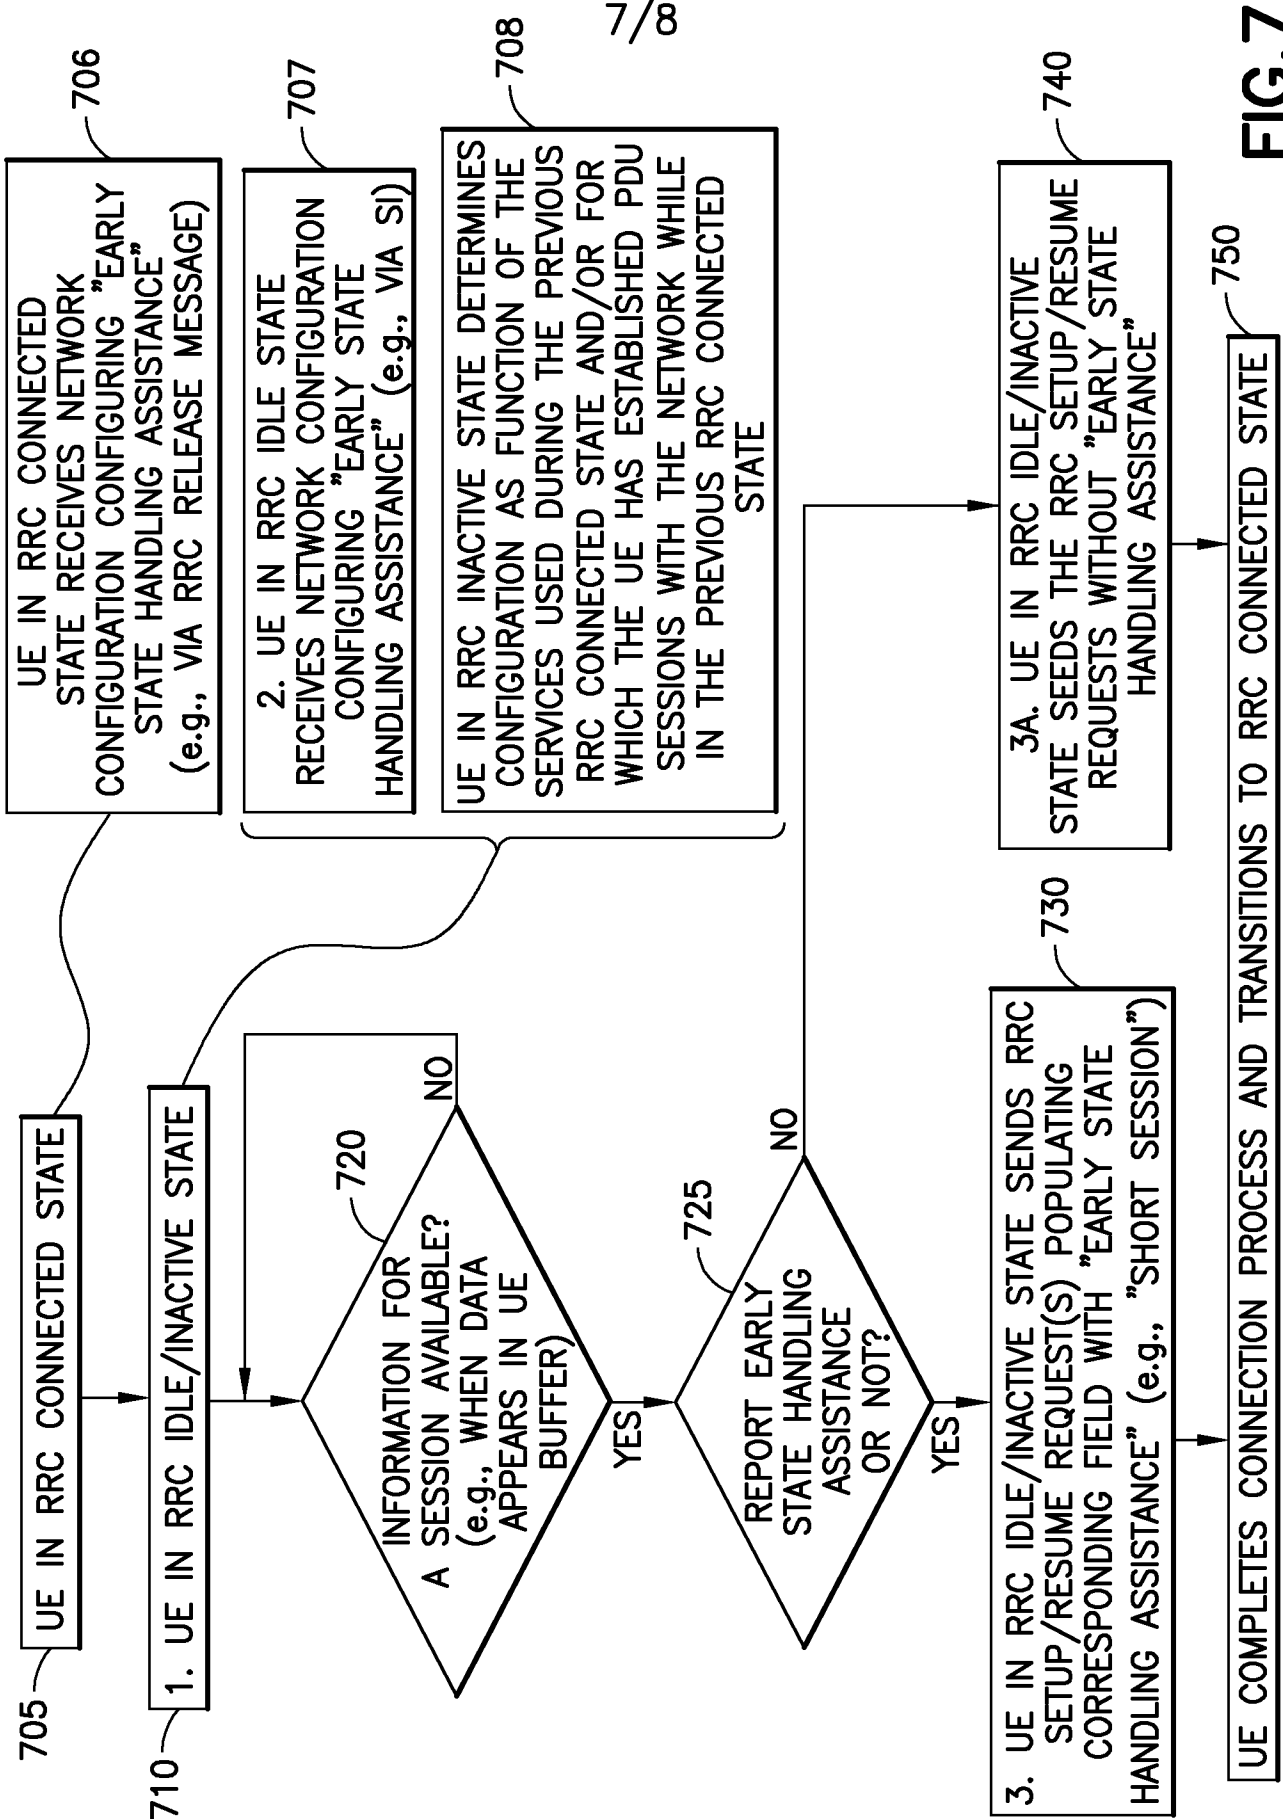 7/8
705
UE IN RRC CONNECTED STATE
706
UE IN RRC CONNECTED
STATE RECEIVES NETWORK
CONFIGURATION CONFIGURING "EARLY
STATE HANDLING ASSISTANCE"
(e.g., VIA RRC RELEASE MESSAGE)
710
1. UE IN RRC IDLE/INACTIVE STATE
707
2. UE IN RRC IDLE STATE
RECEIVES NETWORK CONFIGURATION
CONFIGURING "EARLY STATE
HANDLING ASSISTANCE" (e.g., VIA SI)
708
UE IN RRC INACTIVE STATE DETERMINES
CONFIGURATION AS FUNCTION OF THE
SERVICES USED DURING THE PREVIOUS
RRC CONNECTED STATE AND/OR FOR
WHICH THE UE HAS ESTABLISHED PDU
SESSIONS WITH THE NETWORK WHILE
IN THE PREVIOUS RRC CONNECTED
STATE
720
INFORMATION FOR
A SESSION AVAILABLE?
(e.g., WHEN DATA
APPEARS IN UE
BUFFER)
NO
YES
725
REPORT EARLY
STATE HANDLING
ASSISTANCE
OR NOT?
NO
YES
730
3. UE IN RRC IDLE/INACTIVE STATE SENDS RRC
SETUP/RESUME REQUEST(S) POPULATING
CORRESPONDING FIELD WITH "EARLY STATE
HANDLING ASSISTANCE" (e.g., "SHORT SESSION")
740
3A. UE IN RRC IDLE/INACTIVE
STATE SEEDS THE RRC SETUP/RESUME
REQUESTS WITHOUT "EARLY STATE
HANDLING ASSISTANCE"
750
UE COMPLETES CONNECTION PROCESS AND TRANSITIONS TO RRC CONNECTED STATE
FIG.7